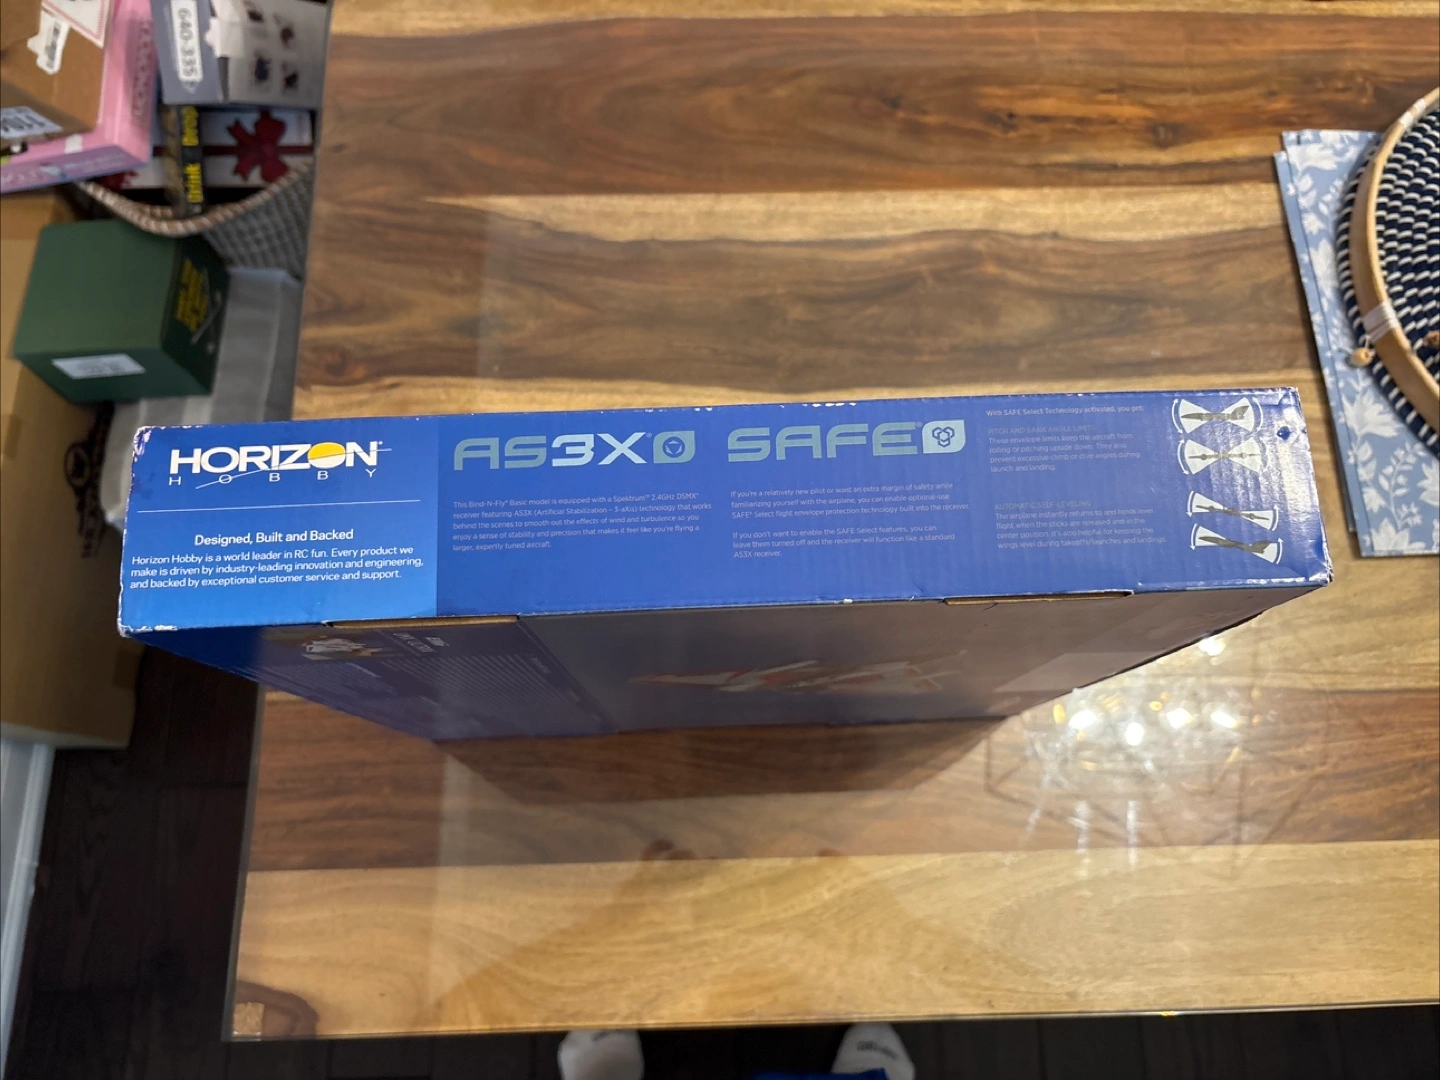 640-335
drink
HORIZON
HOBBY
Designed, Built and Backed
Horizon Hobby is a world leader in RC fun. Every product we
make is driven by industry-leading innovation and engineering,
and backed by exceptional customer service and support.
AS3X
This Bind-N-Fly® Basic model is equipped with a Spektrum™ 2.4GHz DSMX®
receiver featuring AS3X (Artificial Stabilization – 3-aXis) technology that works
behind the scenes to smooth out the effects of wind and turbulence so you
enjoy a sense of stability and precision that makes it feel like you're flying a
larger, expertly tuned aircraft.
SAFE®
If you're a relatively new pilot or want an extra margin of safety while
familiarizing yourself with the airplane, you can enable optional-use
SAFE® Select flight envelope protection technology built into the receiver.
If you don't want to enable the SAFE Select features, you can
leave them turned off and the receiver will function like a standard
AS3X receiver.
With SAFE Select Technology activated, you get:
PITCH AND BANK ANGLE LIMITS
These envelope limits keep the aircraft from
rolling or pitching upside down. They also
prevent excessive climb or dive angles during
launch and landing.
AUTOMATIC SELF-LEVELING
The airplane instantly returns to and holds level
flight when the sticks are released and in the
center position. It's also helpful for keeping the
wings level during takeoffs/launches and landings.